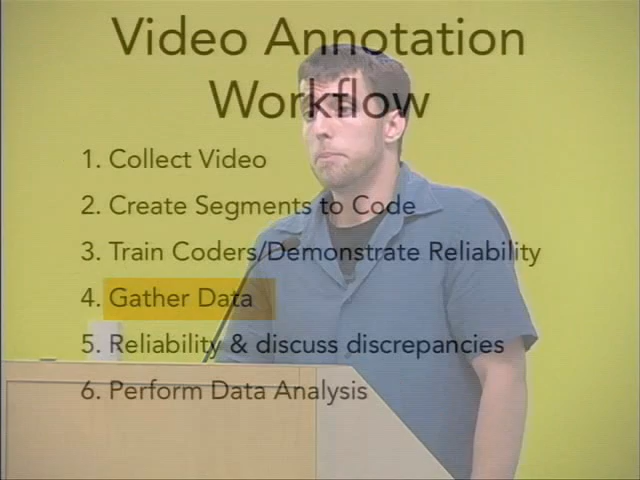 Video Annotation
Workflow
1. Collect Video
2. Create Segments to Code
3. Train Coders/Demonstrate Reliability
4. Gather Data
5. Reliability & discuss discrepancies
6. Perform Data Analysis